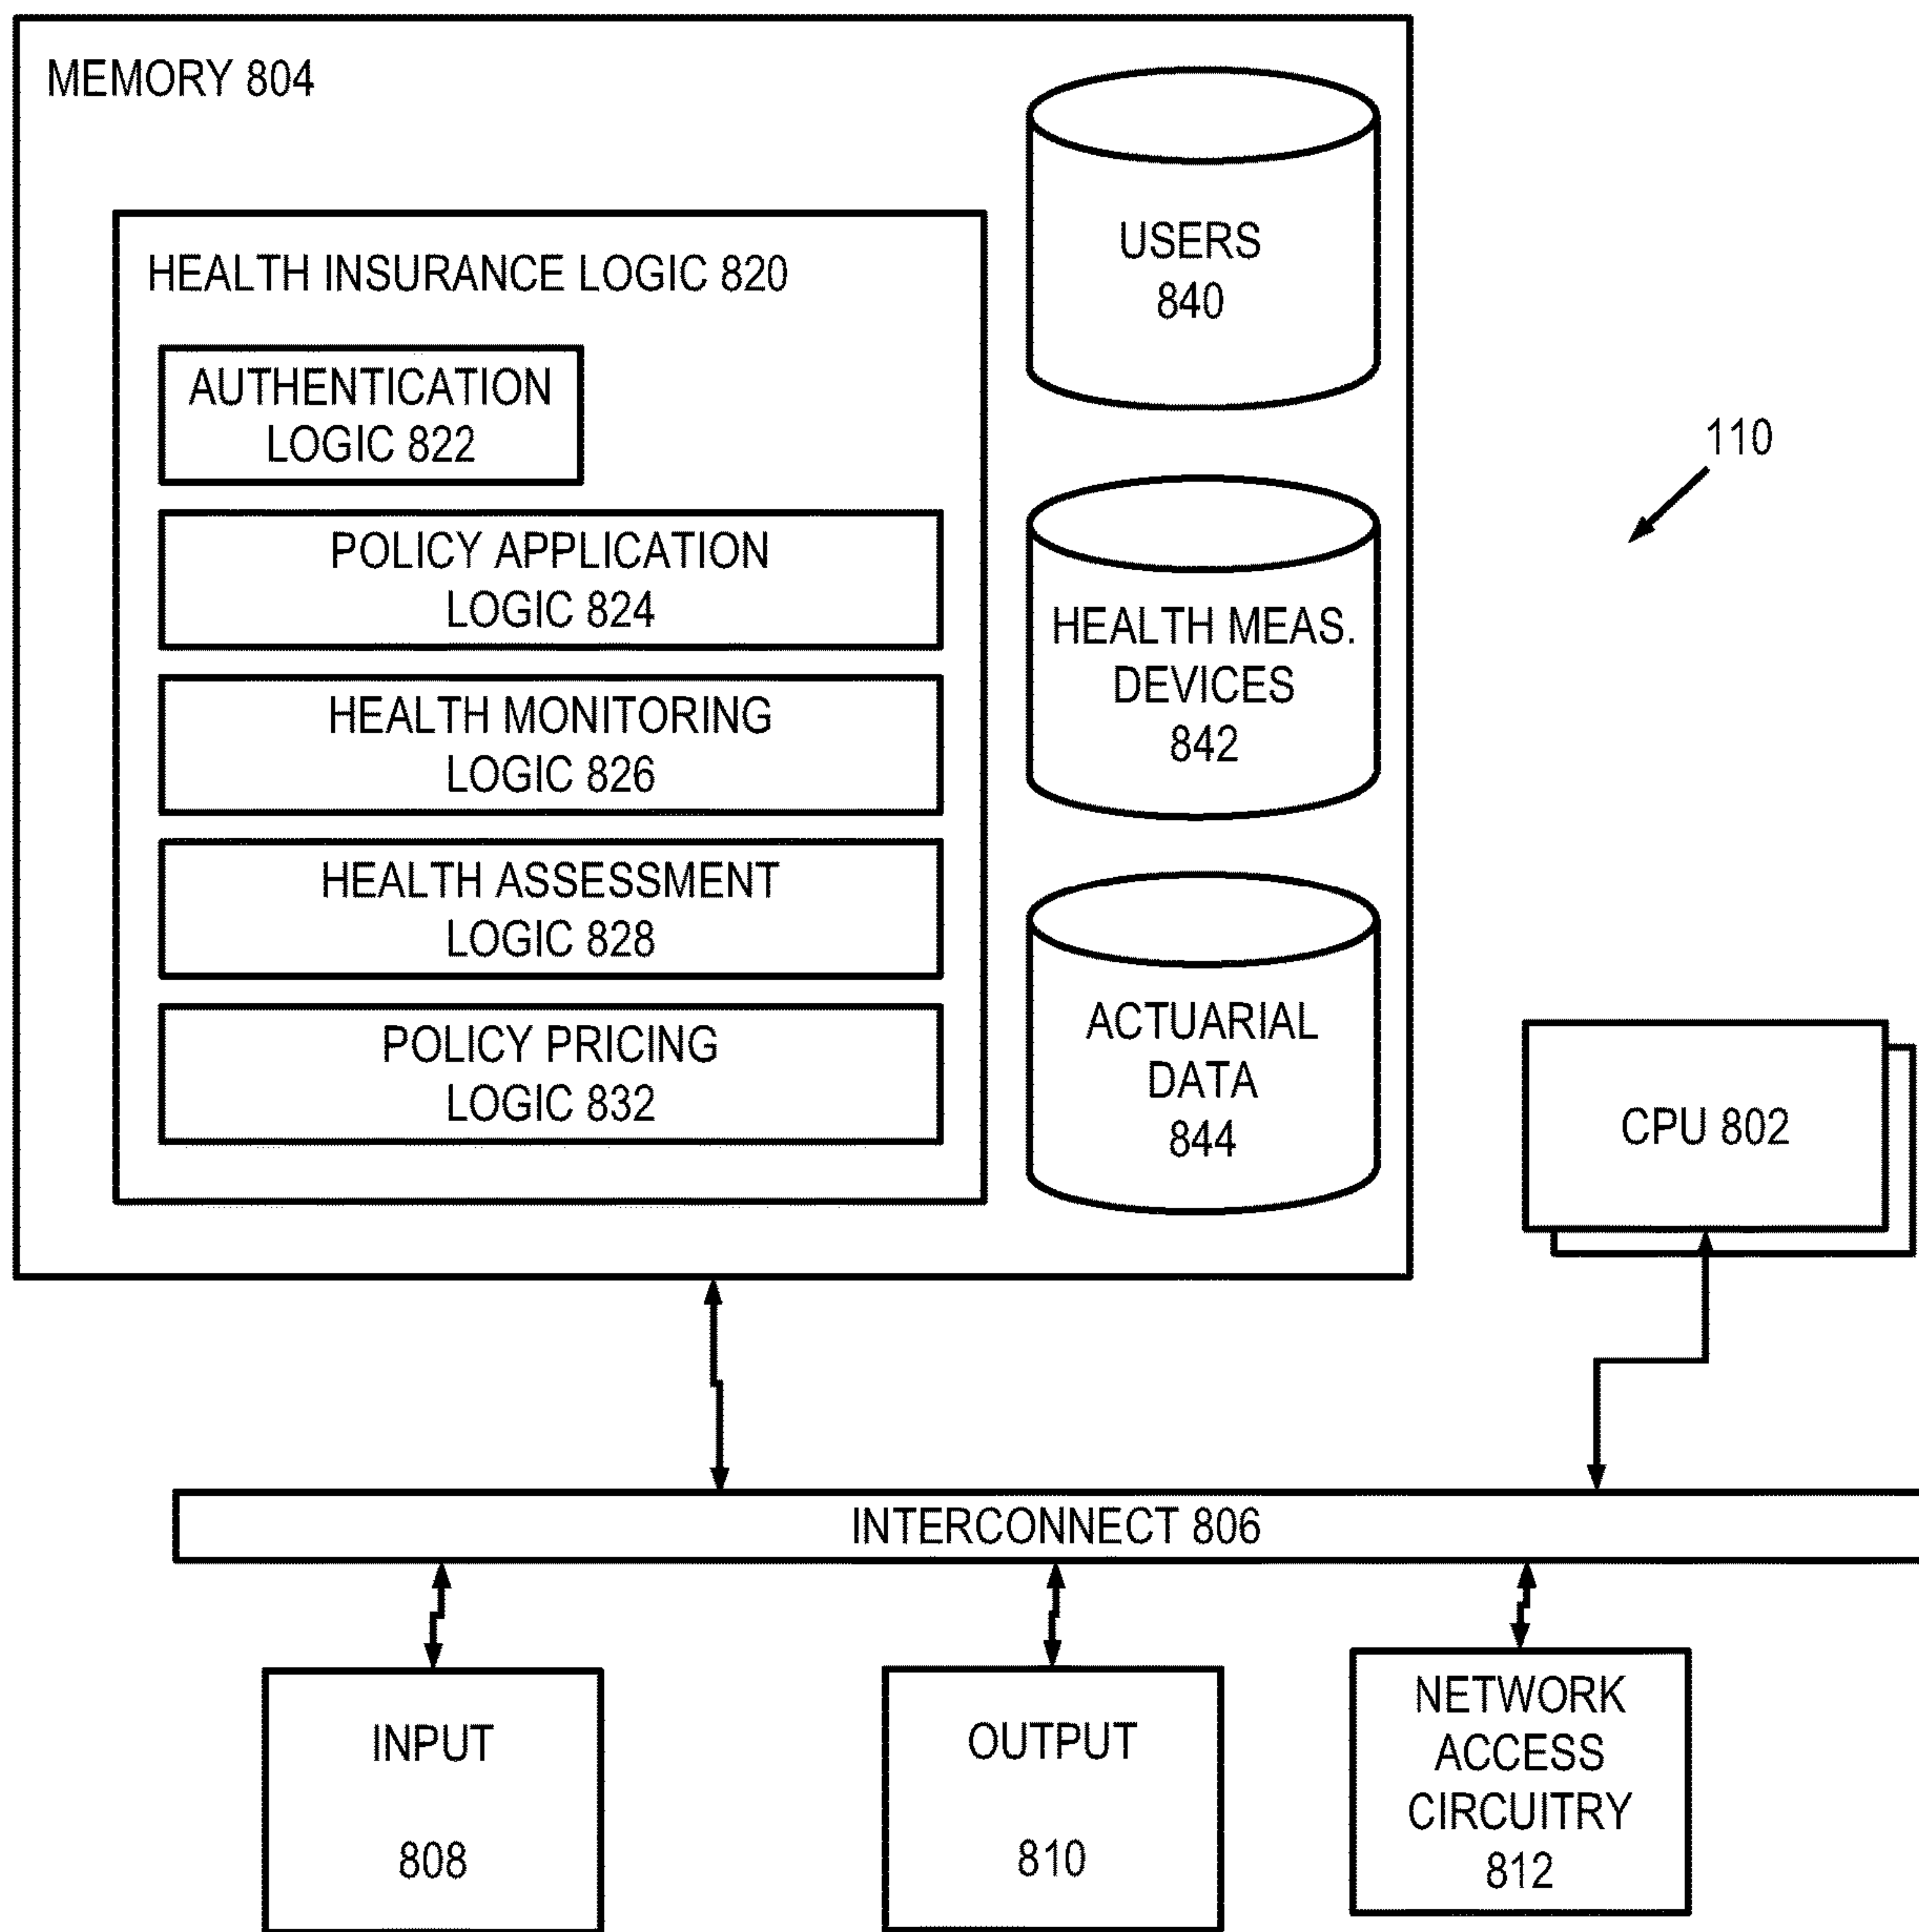 MEMORY 804
HEALTH INSURANCE LOGIC 820
AUTHENTICATION
LOGIC 822
POLICY APPLICATION
LOGIC 824
HEALTH MONITORING
LOGIC 826
HEALTH ASSESSMENT
LOGIC 828
POLICY PRICING
LOGIC 832
USERS
840
HEALTH MEAS.
DEVICES
842
ACTUARIAL
DATA
844
110
CPU 802
INTERCONNECT 806
INPUT
808
OUTPUT
810
NETWORK
ACCESS
CIRCUITRY
812